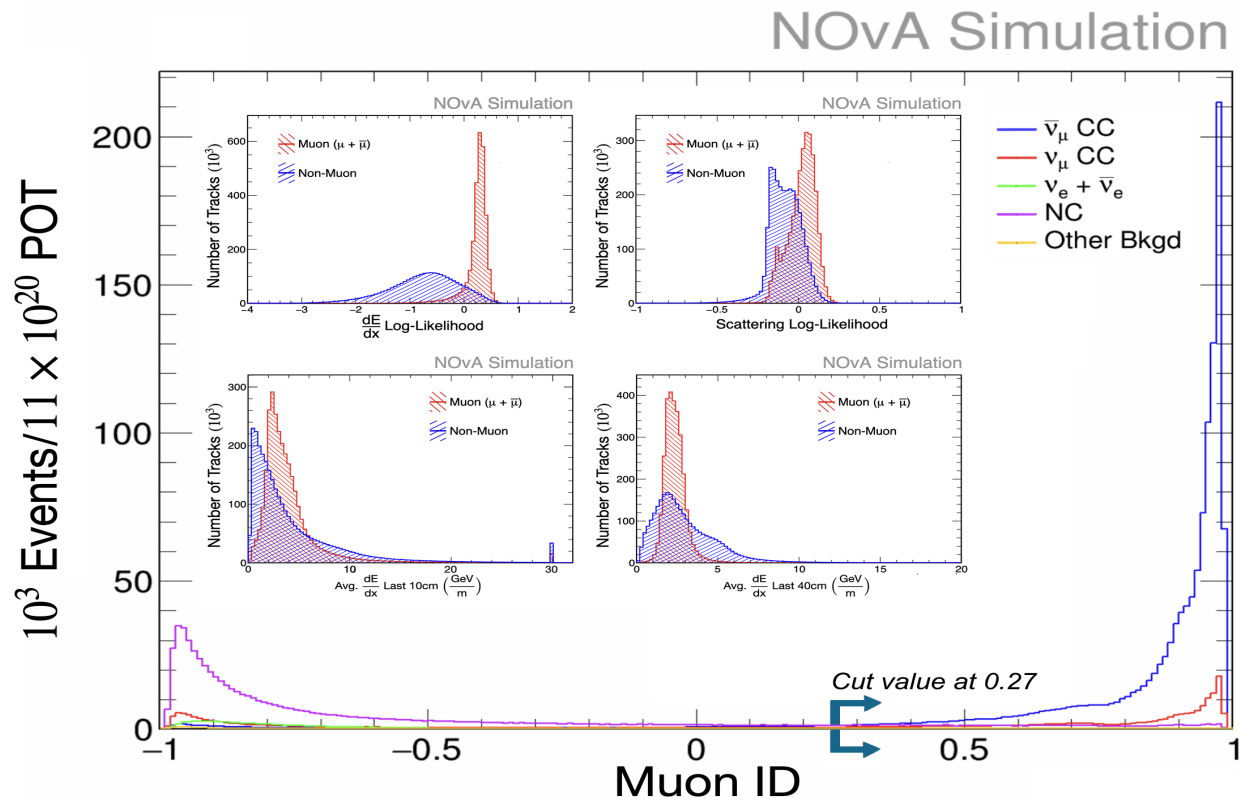 NOvA Simulation
10³ Events/11 × 10²⁰ POT
200
150
100
50
0
−1
−0.5
0
0.5
1
Muon ID
ν̅μ CC
νμ CC
νe + ν̅e
NC
Other Bkgd
Cut value at 0.27
NOvA Simulation
Number of Tracks (10³)
600
400
200
0
Muon (μ + μ̅)
Non-Muon
−4 −3 −2 −1 0 1 2
dE/dx Log-Likelihood
NOvA Simulation
Number of Tracks (10³)
300
200
100
0
Muon (μ + μ̅)
Non-Muon
−1 −0.5 0 0.5 1
Scattering Log-Likelihood
NOvA Simulation
Number of Tracks (10³)
300
200
100
0
Muon (μ + μ̅)
Non-Muon
0 10 20 30
Avg. dE/dx Last 10cm (GeV/m)
NOvA Simulation
Number of Tracks (10³)
400
300
200
100
0
Muon (μ + μ̅)
Non-Muon
0 5 10 15 20
Avg. dE/dx Last 40cm (GeV/m)